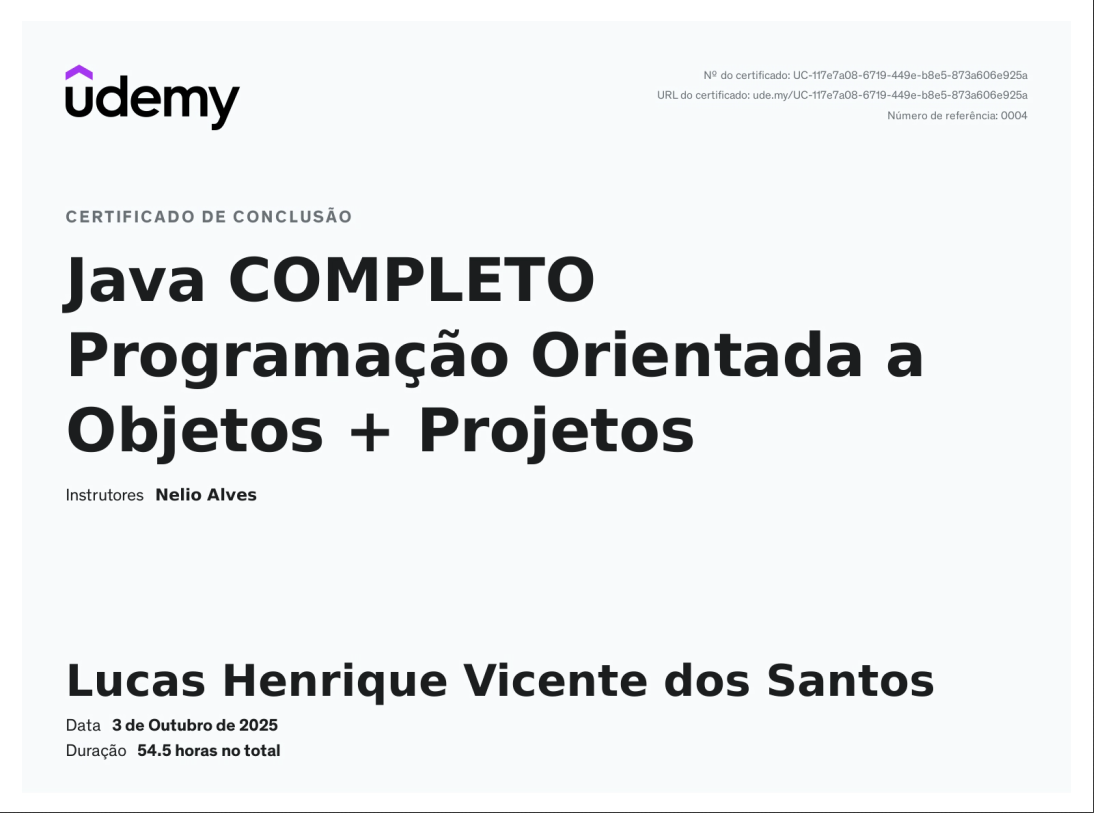 udemy
Nº do certificado: UC-117e7a08-6719-449e-b8e5-873a606e925a
URL do certificado: ude.my/UC-117e7a08-6719-449e-b8e5-873a606e925a
Número de referência: 0004
CERTIFICADO DE CONCLUSÃO
Java COMPLETO
Programação Orientada a
Objetos + Projetos
Instrutores Nelio Alves
Lucas Henrique Vicente dos Santos
Data 3 de Outubro de 2025
Duração 54.5 horas no total